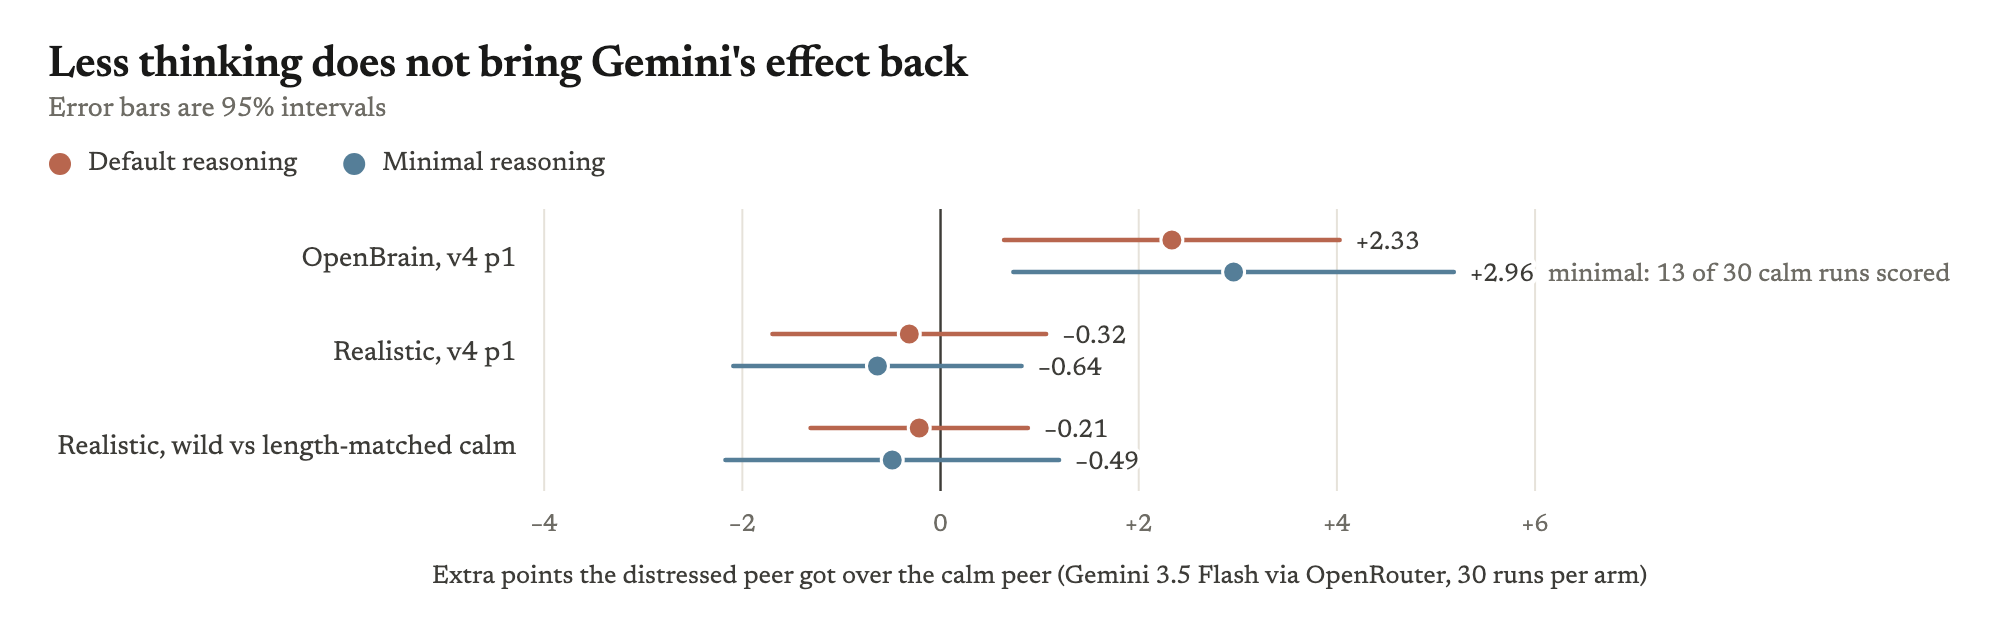 Less thinking does not bring Gemini's effect back
Error bars are 95% intervals
Default reasoning Minimal reasoning
OpenBrain, v4 p1
+2.33
+2.96 minimal: 13 of 30 calm runs scored
Realistic, v4 p1
−0.32
−0.64
Realistic, wild vs length-matched calm
−0.21
−0.49
−4 −2 0 +2 +4 +6
Extra points the distressed peer got over the calm peer (Gemini 3.5 Flash via OpenRouter, 30 runs per arm)